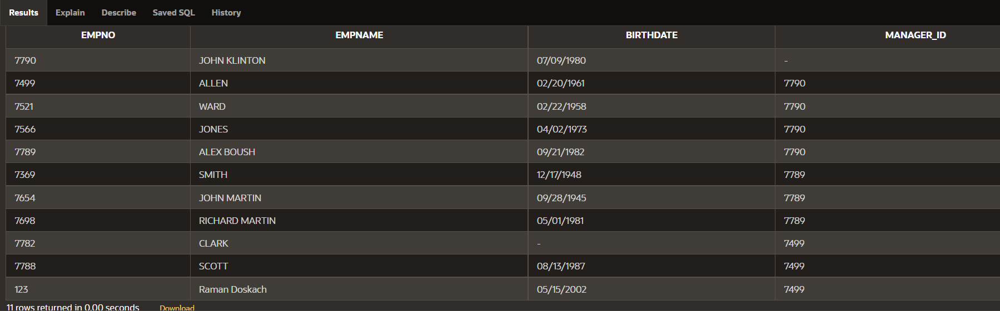 Results Explain Describe Saved SQL History
EMPNO EMPNAME BIRTHDATE MANAGER_ID
7790 JOHN KLINTON 07/09/1980 -
7499 ALLEN 02/20/1961 7790
7521 WARD 02/22/1958 7790
7566 JONES 04/02/1973 7790
7789 ALEX BOUSH 09/21/1982 7790
7369 SMITH 12/17/1948 7789
7654 JOHN MARTIN 09/28/1945 7789
7698 RICHARD MARTIN 05/01/1981 7789
7782 CLARK - 7499
7788 SCOTT 08/13/1987 7499
123 Raman Doskach 05/15/2002 7499
11 rows returned in 0.00 seconds Download